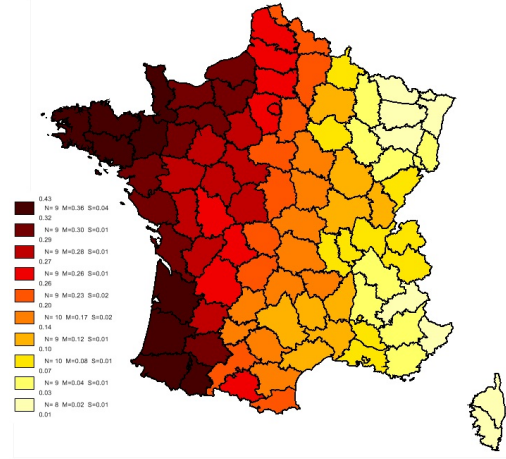 0.43
N= 9 M=0.36 S=0.04
0.32
N= 9 M=0.30 S=0.01
0.29
N= 9 M=0.28 S=0.01
0.27
N= 9 M=0.26 S=0.01
0.26
N= 9 M=0.23 S=0.02
0.20
N= 10 M=0.17 S=0.02
0.14
N= 9 M=0.12 S=0.01
0.10
N= 10 M=0.08 S=0.01
0.07
N= 9 M=0.04 S=0.01
0.03
N= 8 M=0.02 S=0.01
0.01